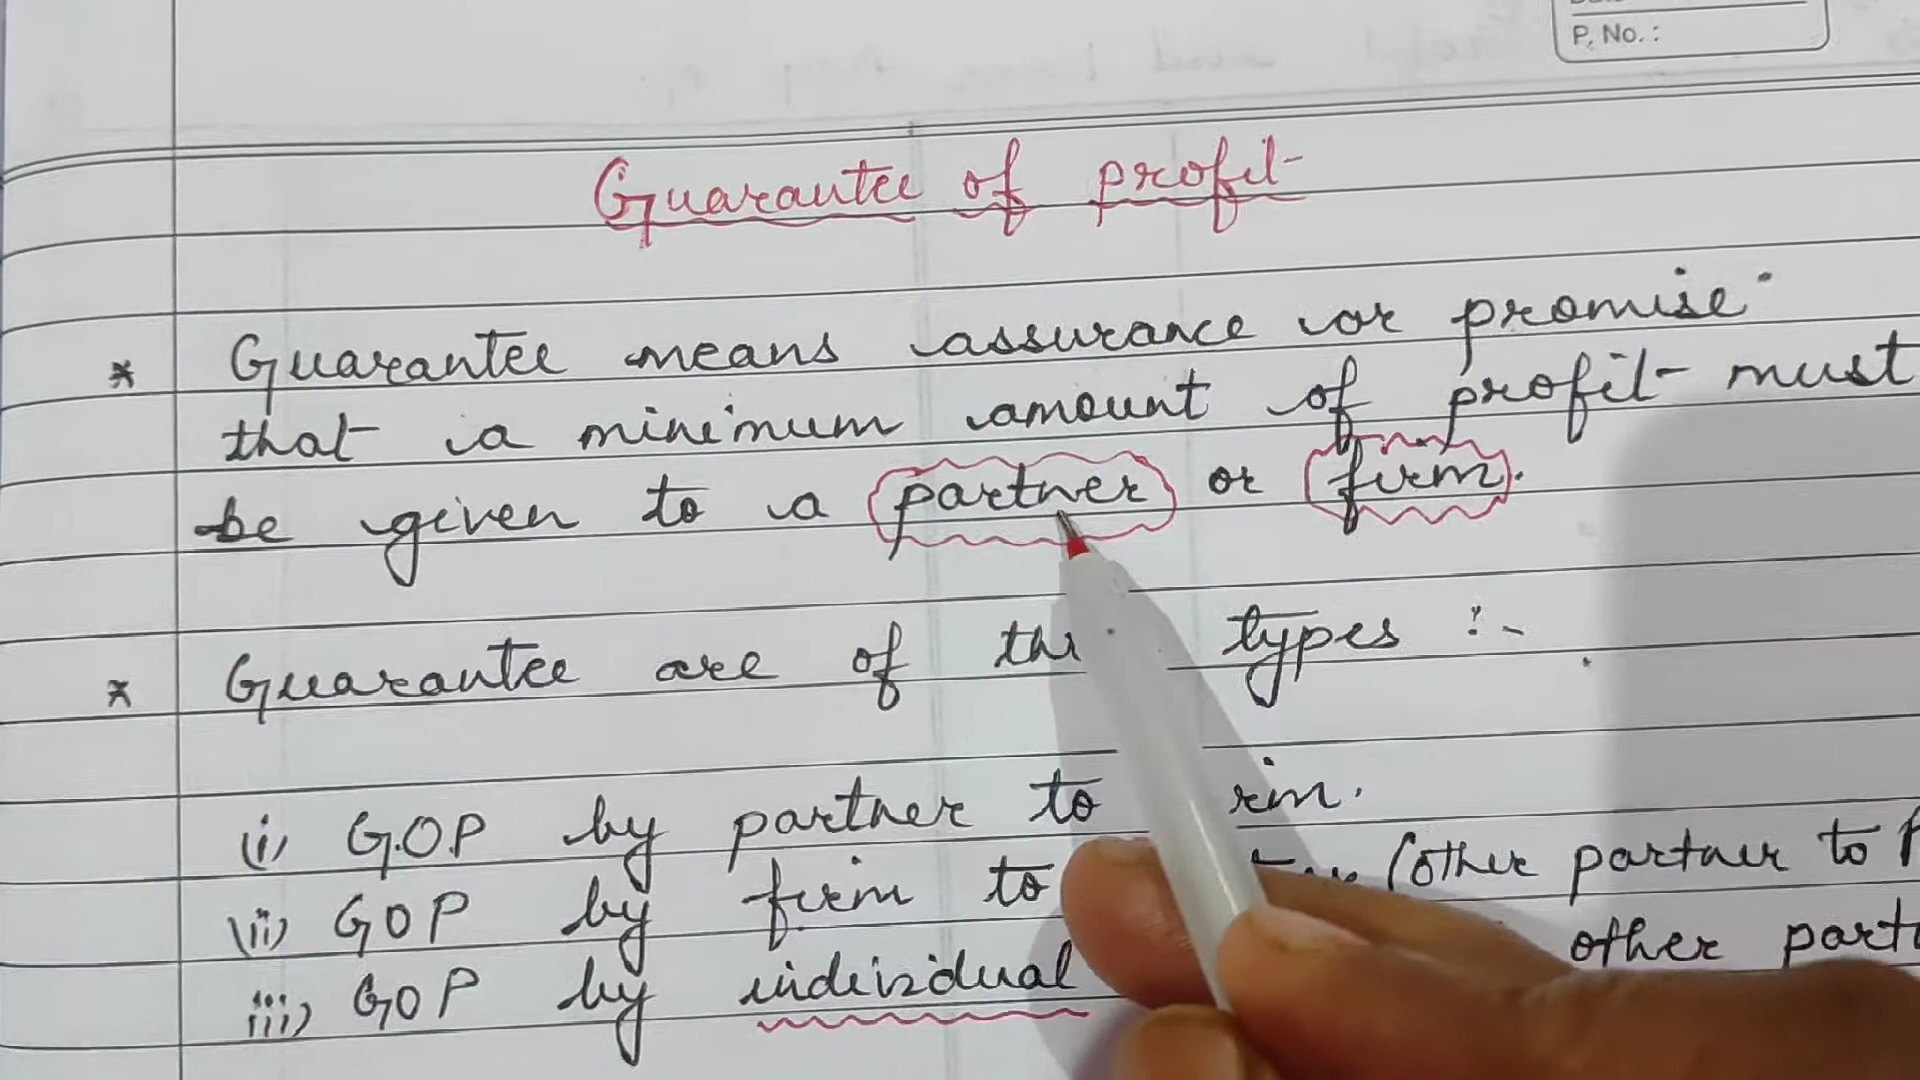 P. No. :
Guarantee of profit
* Guarantee means assurance or promise
that a minimum amount of profit must
be given to a partner or firm.
* Guarantee are of types :-
(i) G.O.P by partner to
(ii) GOP by firm to (other partner to
iii) GOP by individual other